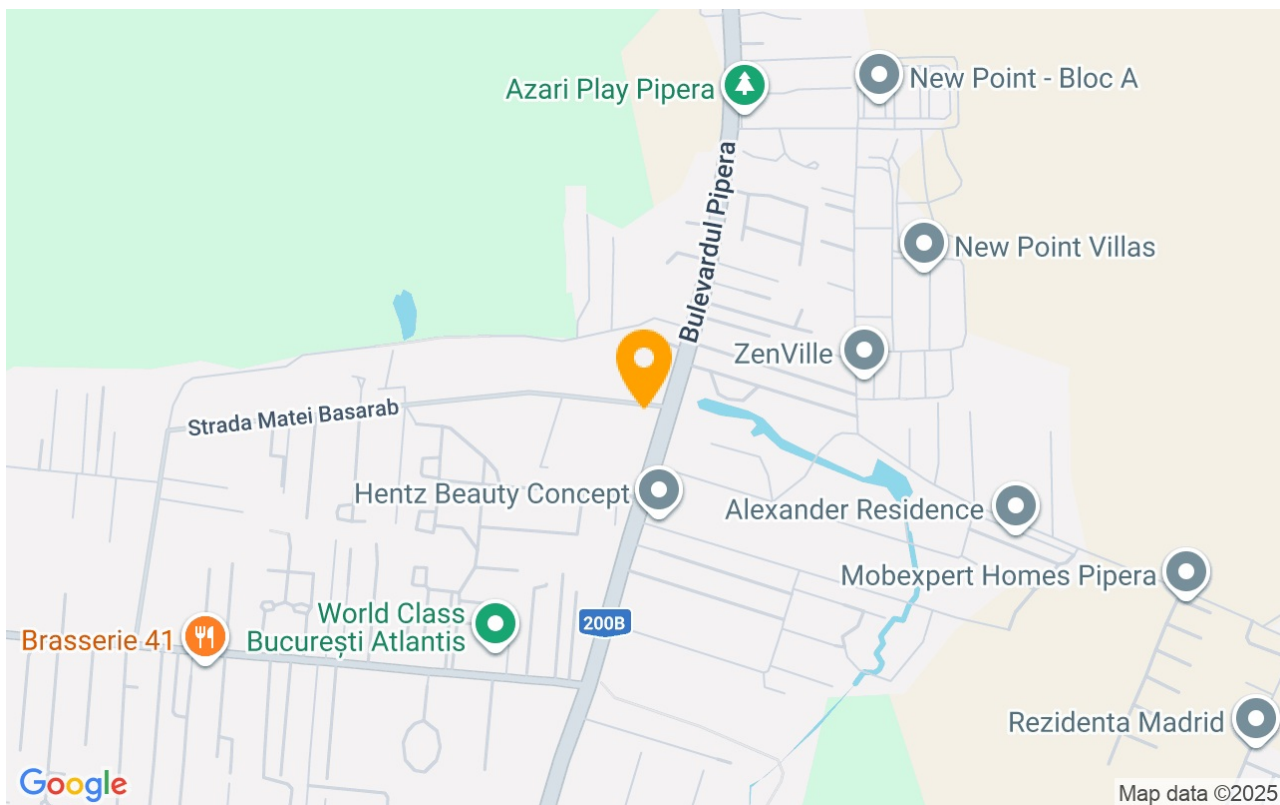 Azari Play Pipera
New Point - Bloc A
Bulevardul Pipera
New Point Villas
ZenVille
Strada Matei Basarab
Hentz Beauty Concept
Alexander Residence
Mobexpert Homes Pipera
World Class
București Atlantis
200B
Brasserie 41
Rezidenta Madrid
Google
Map data ©2025